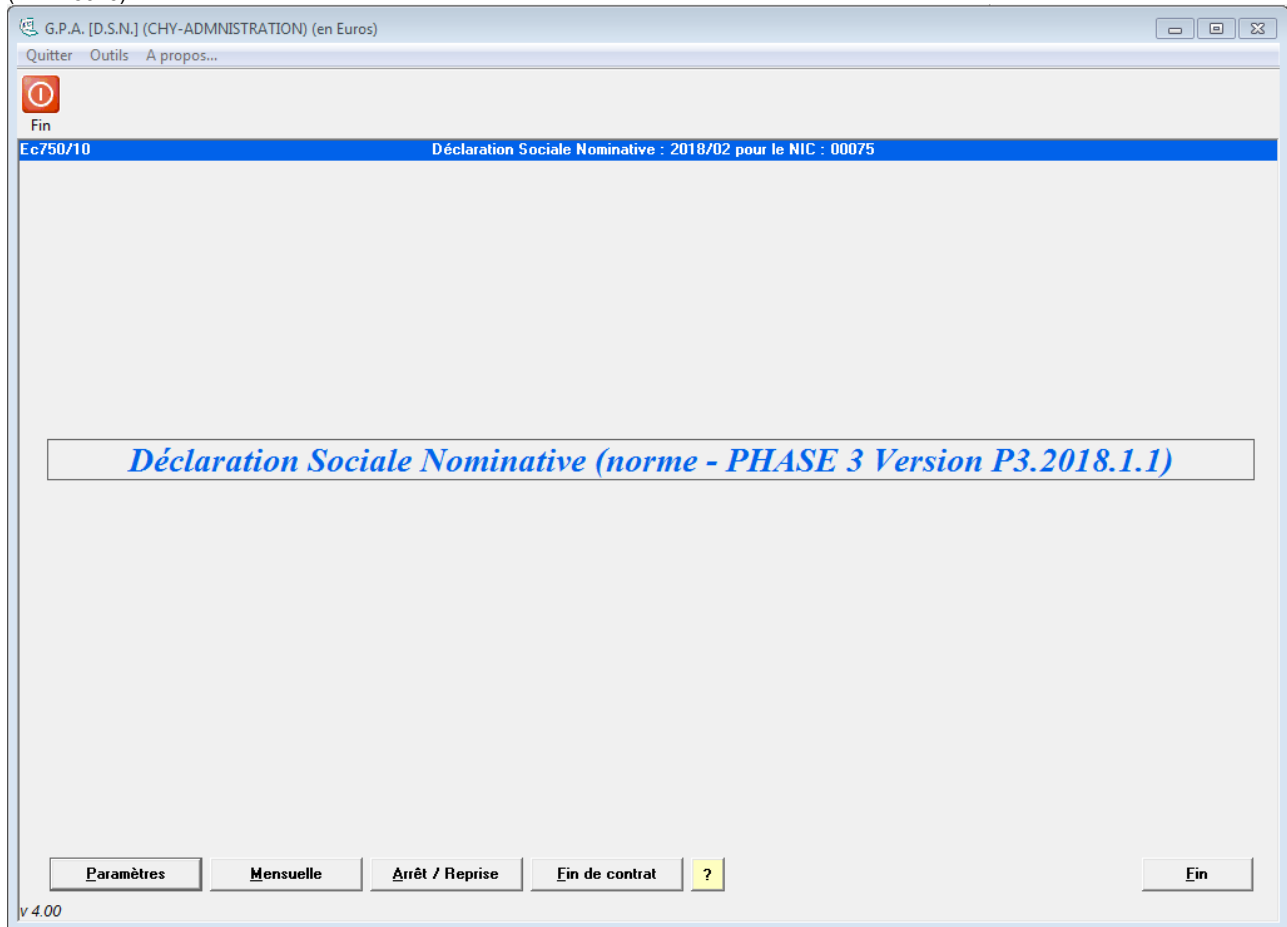 G.P.A. [D.S.N.] (CHY-ADMNISTRATION) (en Euros)
Quitter Outils A propos...
Fin
Ec750/10 Déclaration Sociale Nominative : 2018/02 pour le NIC : 00075
Déclaration Sociale Nominative (norme - PHASE 3 Version P3.2018.1.1)
Paramètres Mensuelle Arrêt / Reprise Fin de contrat ? Fin
v 4.00